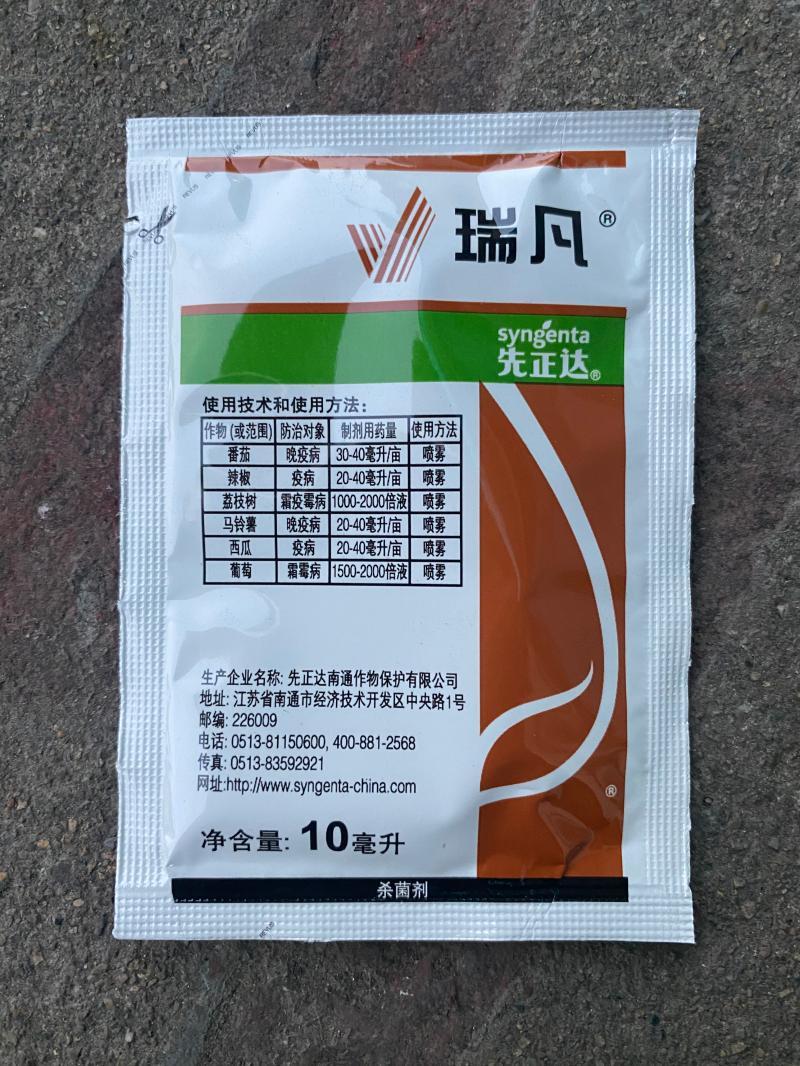 REVUS
REVUS
REVUS
REVUS
瑞凡®
syngenta
先正达®
使用技术和使用方法:
作物 (或范围) 防治对象 制剂用药量 使用方法
番茄 晚疫病 30-40毫升/亩 喷雾
辣椒 疫病 20-40毫升/亩 喷雾
荔枝树 霜疫霉病 1000-2000倍液 喷雾
马铃薯 晚疫病 20-40毫升/亩 喷雾
西瓜 疫病 20-40毫升/亩 喷雾
葡萄 霜霉病 1500-2000倍液 喷雾
生产企业名称: 先正达南通作物保护有限公司
地址: 江苏省南通市经济技术开发区中央路1号
邮编: 226009
电话: 0513-81150600, 400-881-2568
传真: 0513-83592921
网址:http://www.syngenta-china.com
®
净含量: 10毫升
杀菌剂
REVUS